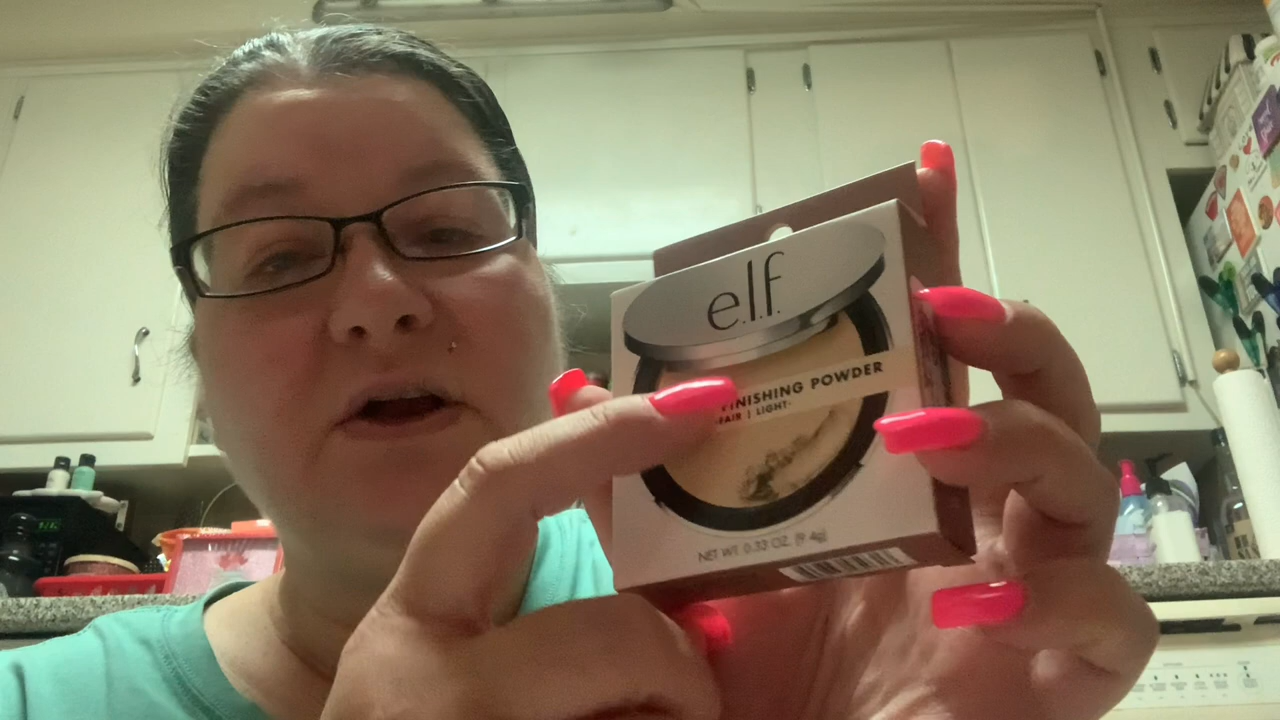 e.l.f
FINISHING POWDER
FAIR | LIGHT
NET WT. 0.33 OZ. (9.4g)